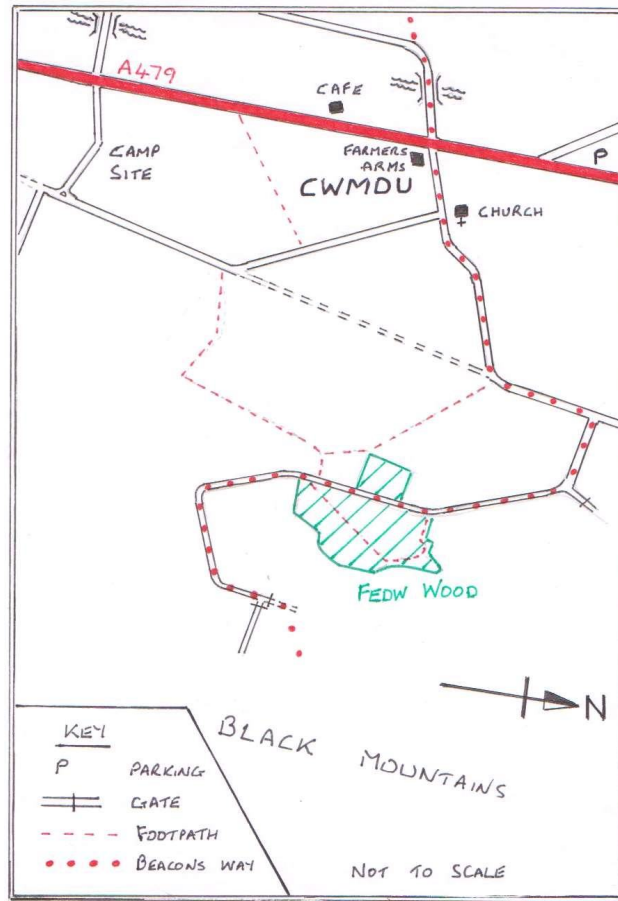 A479
CAFE
CAMP
SITE
FARMERS
ARMS
P
CWMDU
CHURCH
FEDW WOOD
N
BLACK MOUNTAINS
KEY
P PARKING
GATE
FOOTPATH
BEACONS WAY
NOT TO SCALE